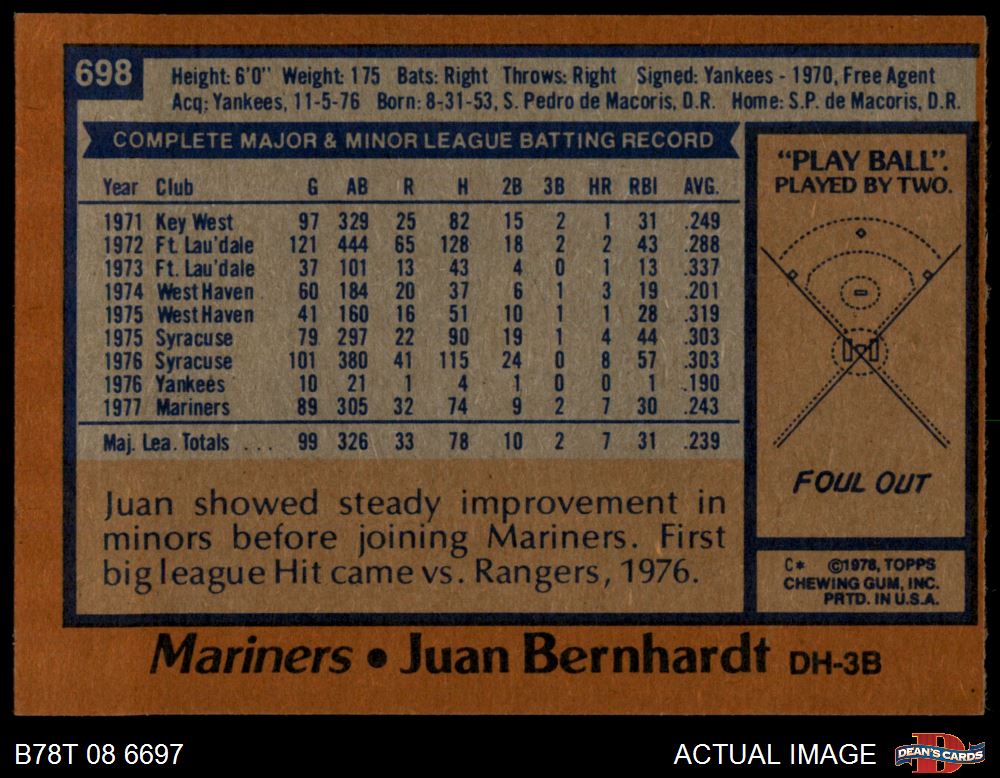 698
Height: 6'0" Weight: 175 Bats: Right Throws: Right Signed: Yankees - 1970, Free Agent
Acq: Yankees, 11-5-76 Born: 8-31-53, S. Pedro de Macoris, D.R. Home: S.P. de Macoris, D.R.
COMPLETE MAJOR & MINOR LEAGUE BATTING RECORD
Year Club G AB R H 2B 3B HR RBI AVG.
1971 Key West 97 329 25 82 15 2 1 31 .249
1972 Ft. Lau'dale 121 444 65 128 18 2 2 43 .288
1973 Ft. Lau'dale 37 101 13 43 4 0 1 13 .337
1974 West Haven 60 184 20 37 6 1 3 19 .201
1975 West Haven 41 160 16 51 10 1 1 28 .319
1975 Syracuse 79 297 22 90 19 1 4 44 .303
1976 Syracuse 101 380 41 115 24 0 8 57 .303
1976 Yankees 10 21 1 4 1 0 0 1 .190
1977 Mariners 89 305 32 74 9 2 7 30 .243
Maj. Lea. Totals ... 99 326 33 78 10 2 7 31 .239
Juan showed steady improvement in
minors before joining Mariners. First
big league Hit came vs. Rangers, 1976.
"PLAY BALL".
PLAYED BY TWO.
FOUL OUT
C* ©1978, TOPPS
CHEWING GUM, INC.
PRTD. IN U.S.A.
Mariners • Juan Bernhardt DH-3B
B78T 08 6697
ACTUAL IMAGE
D
DEAN'S CARDS